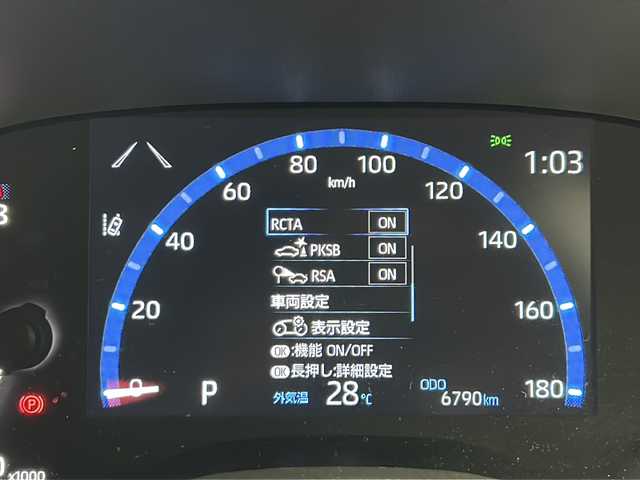 80 100
km/h
1:03
60 120
RCTA ON
40 PKSB ON 140
RSA ON
車両設定
20 160
表示設定
OK:機能 ON/OFF
OK長押し:詳細設定
0 P 180
外気温 28℃
ODO
6790km
P
x1000